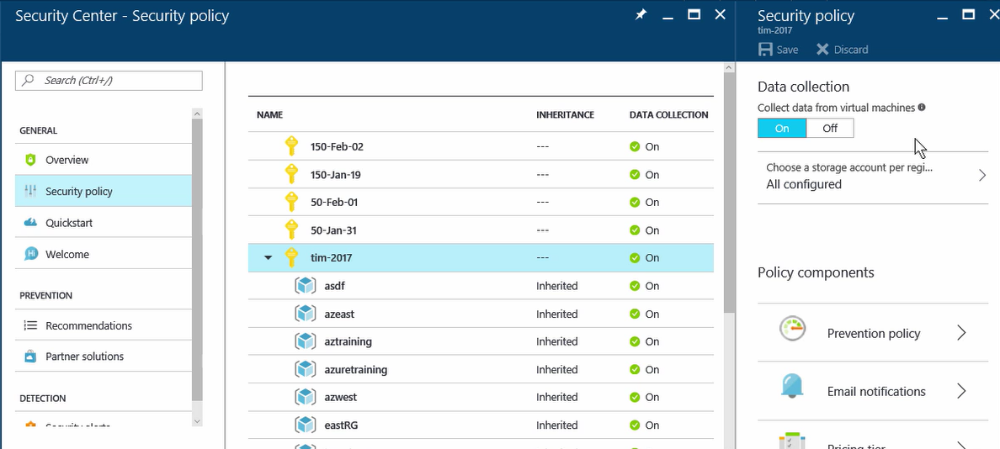 Security Center - Security policy
Search (Ctrl+/)
GENERAL
Overview
Security policy
Quickstart
Welcome
PREVENTION
Recommendations
Partner solutions
DETECTION
Security alerts
NAME INHERITANCE DATA COLLECTION
150-Feb-02 --- On
150-Jan-19 --- On
50-Feb-01 --- On
50-Jan-31 --- On
tim-2017 --- On
asdf Inherited On
azeast Inherited On
aztraining Inherited On
azuretraining Inherited On
azwest Inherited On
eastRG Inherited On
Security policy
tim-2017
Save Discard
Data collection
Collect data from virtual machines
On Off
Choose a storage account per regi...
All configured
Policy components
Prevention policy
Email notifications
Pricing tier